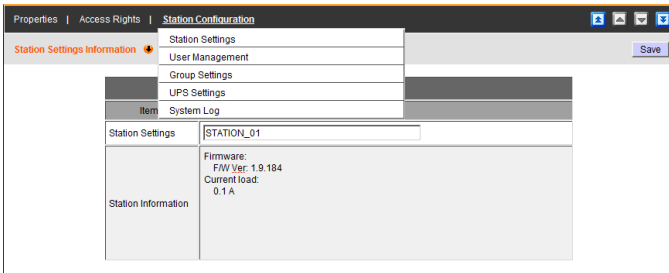 Properties | Access Rights | Station Configuration
Station Settings Information
Save
Station Settings
User Management
Group Settings
UPS Settings
System Log
Item
Station Settings
STATION_01
Station Information
Firmware:
F/W Ver: 1.9.184
Current load:
0.1 A